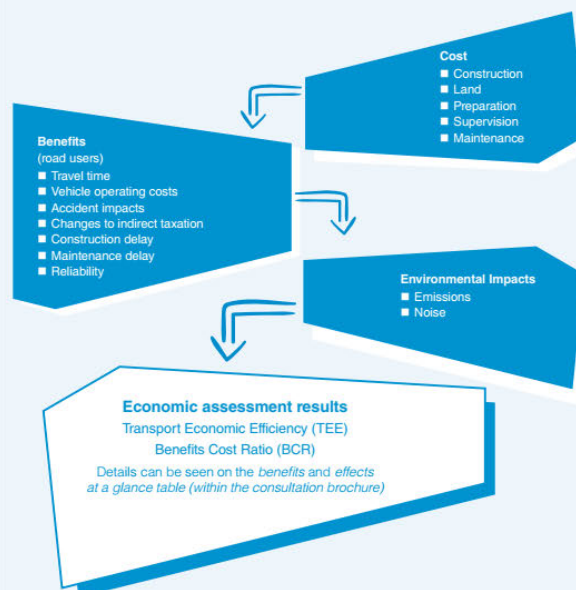 Cost
■ Construction
■ Land
■ Preparation
■ Supervision
■ Maintenance
Benefits
(road users)
■ Travel time
■ Vehicle operating costs
■ Accident impacts
■ Changes to indirect taxation
■ Construction delay
■ Maintenance delay
■ Reliability
Environmental Impacts
■ Emissions
■ Noise
Economic assessment results
Transport Economic Efficiency (TEE)
Benefits Cost Ratio (BCR)
Details can be seen on the benefits and effects
at a glance table (within the consultation brochure)